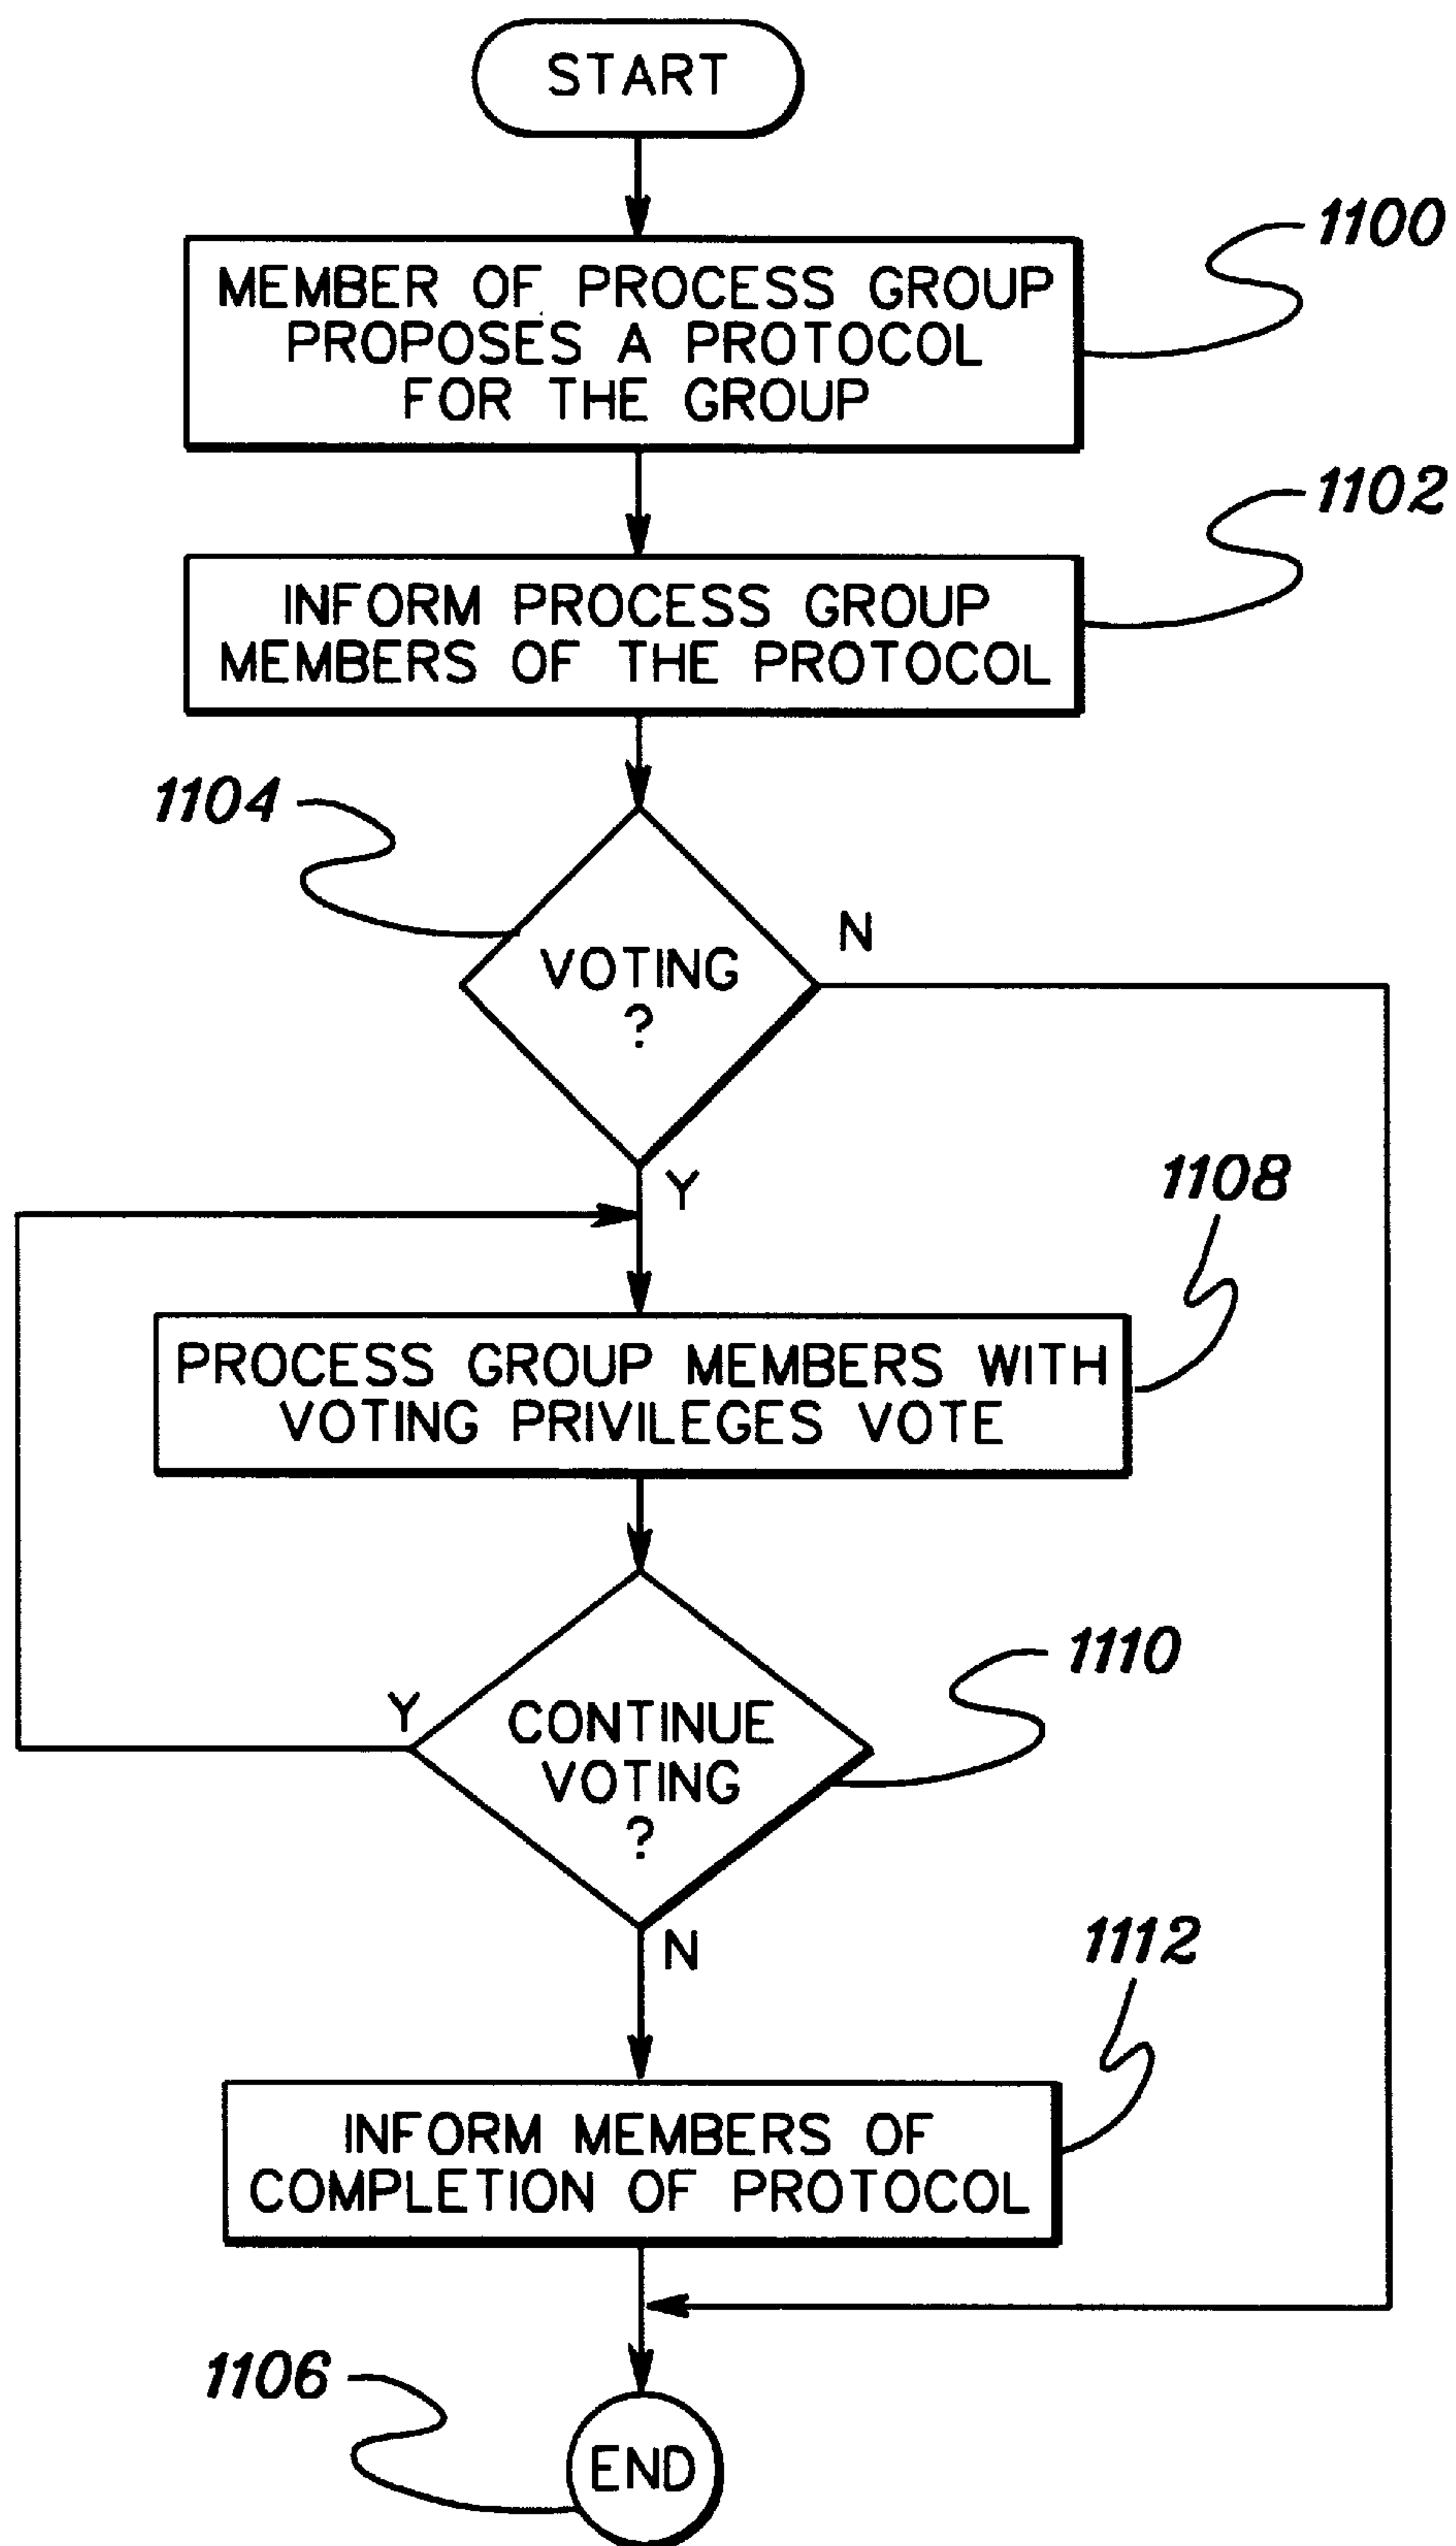 START
1100
MEMBER OF PROCESS GROUP
PROPOSES A PROTOCOL
FOR THE GROUP
1102
INFORM PROCESS GROUP
MEMBERS OF THE PROTOCOL
1104
N
VOTING
?
Y
1108
PROCESS GROUP MEMBERS WITH
VOTING PRIVILEGES VOTE
1110
Y
CONTINUE
VOTING
?
N
1112
INFORM MEMBERS OF
COMPLETION OF PROTOCOL
1106
END